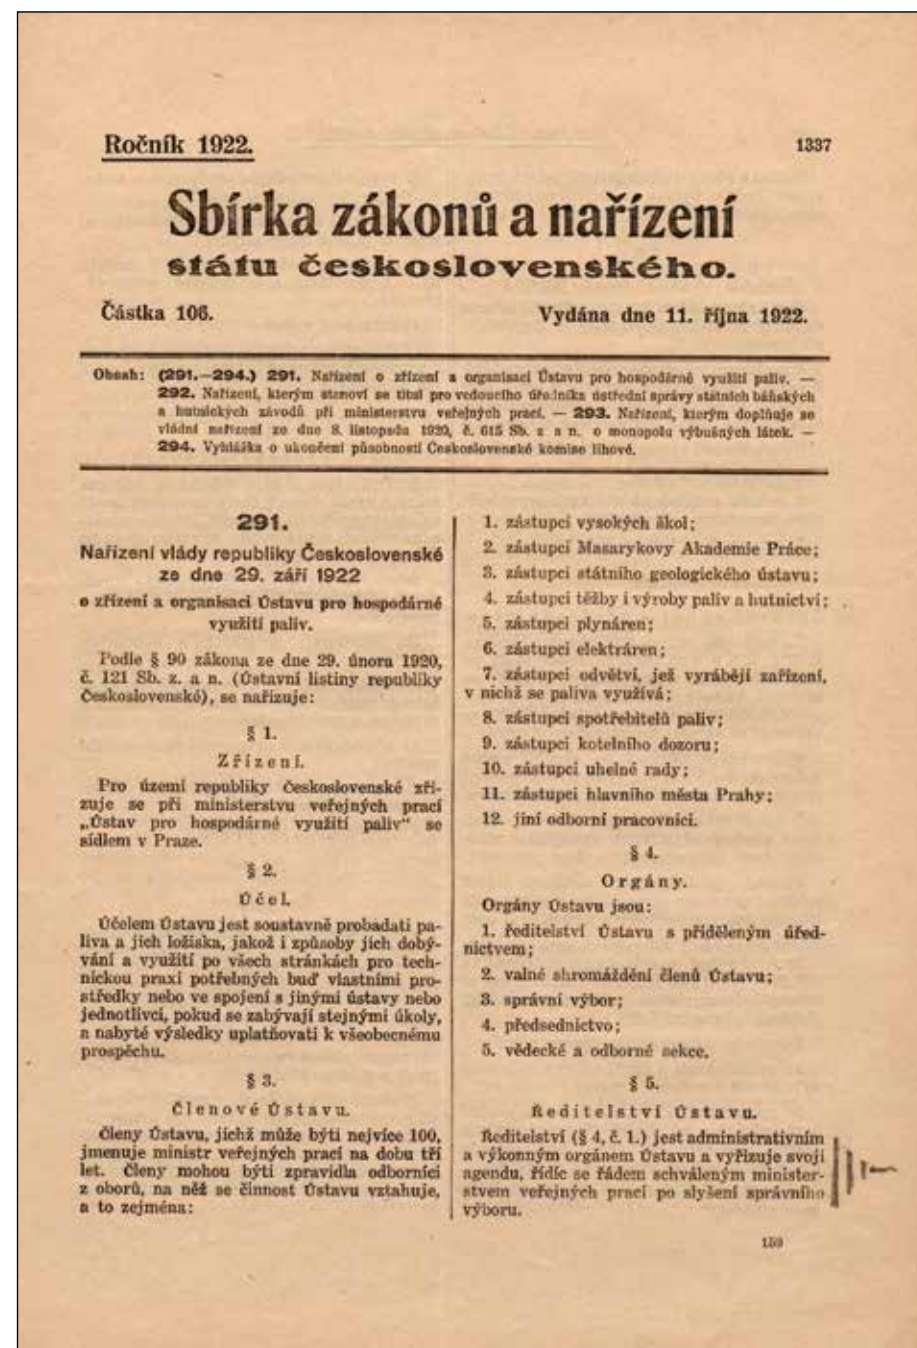 Ročník 1922.
1337
Sbírka zákonů a nařízení
státu československého.
Částka 106.
Vydána dne 11. října 1922.
Obsah: (291.—294.) 291. Nařízení o zřízení a organisaci Ústavu pro hospodárné využití paliv. —
292. Nařízení, kterým stanoví se titul pro vedoucího úředníka ústřední správy státních báňských
a hutnických závodů při ministerstvu veřejných prací. — 293. Nařízení, kterým doplňuje se
vládní nařízení ze dne 8. listopadu 1920, č. 615 Sb. z. a n. o monopolu výbušných látek. —
294. Vyhláška o ukončení působnosti Československé komise lihové.
291.
Nařízení vlády republiky Československé
ze dne 29. září 1922
o zřízení a organisaci Ústavu pro hospodárné
využití paliv.
Podle § 90 zákona ze dne 29. února 1920,
č. 121 Sb. z. a n. (Ústavní listiny republiky
Československé), se nařizuje:
§ 1.
Zřízení.
Pro území republiky Československé zři-
zuje se při ministerstvu veřejných prací
„Ústav pro hospodárné využití paliv“ se
sídlem v Praze.
§ 2.
Účel.
Účelem Ústavu jest soustavně probadati pa-
liva a jich ložiska, jakož i způsoby jich dobý-
vání a využití po všech stránkách pro tech-
nickou praxi potřebných buď vlastními pro-
středky nebo ve spojení s jinými ústavy nebo
jednotlivci, pokud se zabývají stejnými úkoly,
a nabyté výsledky uplatňovati k všeobecnému
prospěchu.
§ 3.
Členové Ústavu.
Členy Ústavu, jichž může býti nejvíce 100,
jmenuje ministr veřejných prací na dobu tří
let. Členy mohou býti zpravidla odborníci
z oborů, na něž se činnost Ústavu vztahuje,
a to zejména:
1. zástupci vysokých škol;
2. zástupci Masarykovy Akademie Práce;
3. zástupci státního geologického ústavu;
4. zástupci těžby i výroby paliv a hutnictví;
5. zástupci plynáren;
6. zástupci elektráren;
7. zástupci odvětví, jež vyrábějí zařízení,
v nichž se paliva využívá;
8. zástupci spotřebitelů paliv;
9. zástupci kotelního dozoru;
10. zástupci uhelné rady;
11. zástupci hlavního města Prahy;
12. jiní odborní pracovníci.
§ 4.
Orgány.
Orgány Ústavu jsou:
1. ředitelství Ústavu s přiděleným úřed-
nictvem;
2. valné shromáždění členů Ústavu;
3. správní výbor;
4. předsednictvo;
5. vědecké a odborné sekce.
§ 5.
Ředitelství Ústavu.
Ředitelství (§ 4, č. 1.) jest administrativním
a výkonným orgánem Ústavu a vyřizuje svoji
agendu, řídíc se řádem schváleným minister-
stvem veřejných prací po slyšení správního
výboru.
159